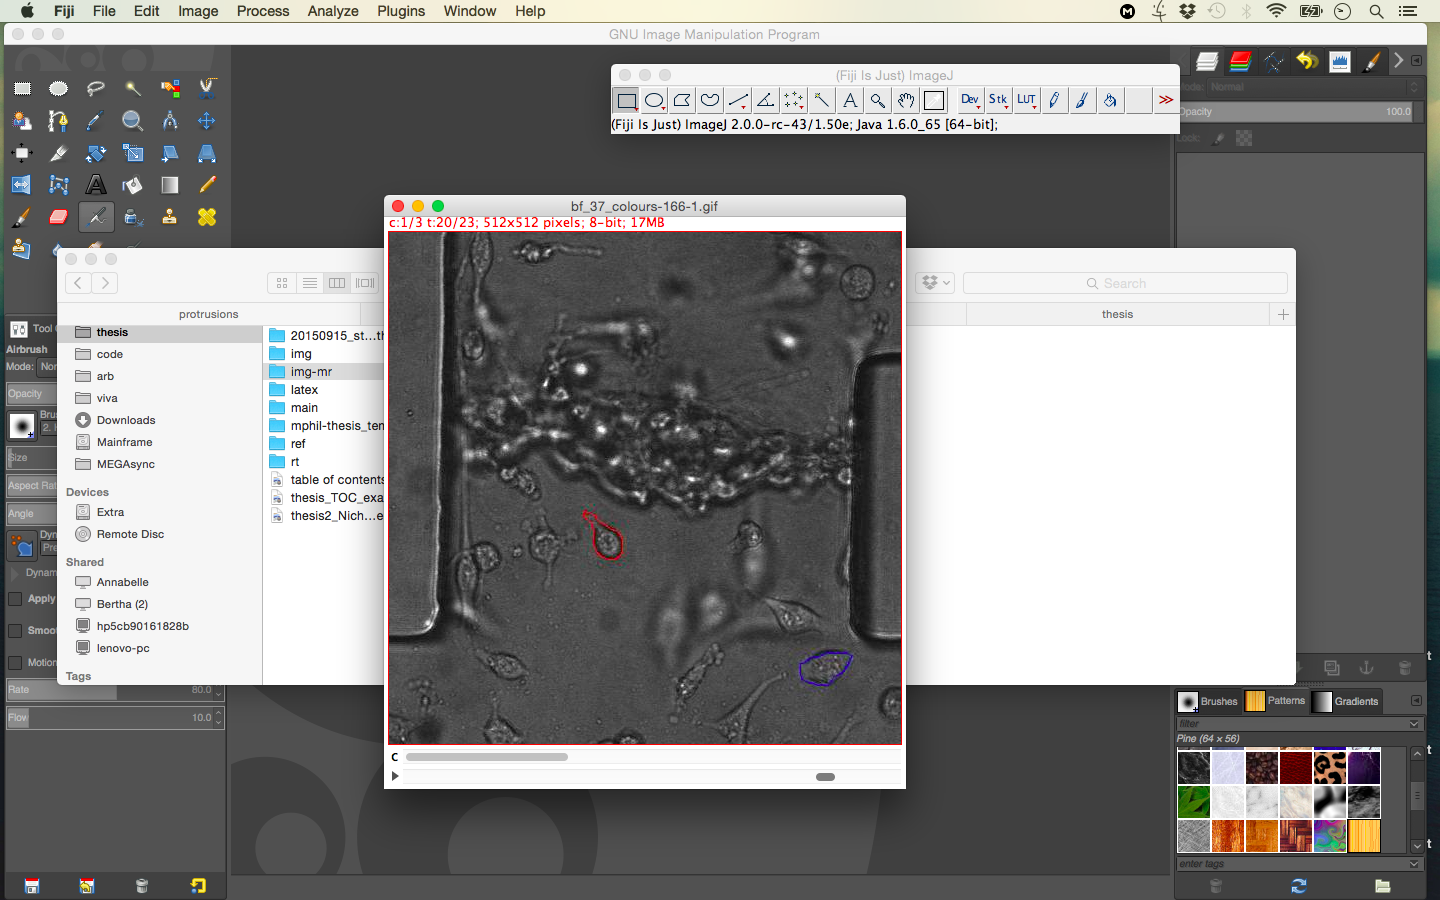 Fiji File Edit Image Process Analyze Plugins Window Help
GNU Image Manipulation Program
(Fiji Is Just) ImageJ
Dev Stk LUT
(Fiji Is Just) ImageJ 2.0.0-rc-43/1.50e; Java 1.6.0_65 [64-bit];
Mode: Normal
Opacity 100.0
Lock:
bf_37_colours-166-1.gif
c:1/3 t:20/23; 512x512 pixels; 8-bit; 17MB
C
Search
protrusions
thesis
thesis
code
arb
viva
Downloads
Mainframe
MEGAsync
Devices
Extra
Remote Disc
Shared
Annabelle
Bertha (2)
hp5cb90161828b
lenovo-pc
Tags
20150915_st...th
img
img-mr
latex
main
mphil-thesis_tem
ref
rt
table of contents
thesis_TOC_exa
thesis2_Nich...e
Tool
Airbrush
Mode: Nor
Opacity
Brus
2.
Size
Aspect Rat
Angle
Dyn
Pre
Dynam
Apply
Smoo
Motion
Rate 80.0
Flow 10.0
Brushes Patterns Gradients
filter
Pine (64 × 56)
enter tags
t
t
t